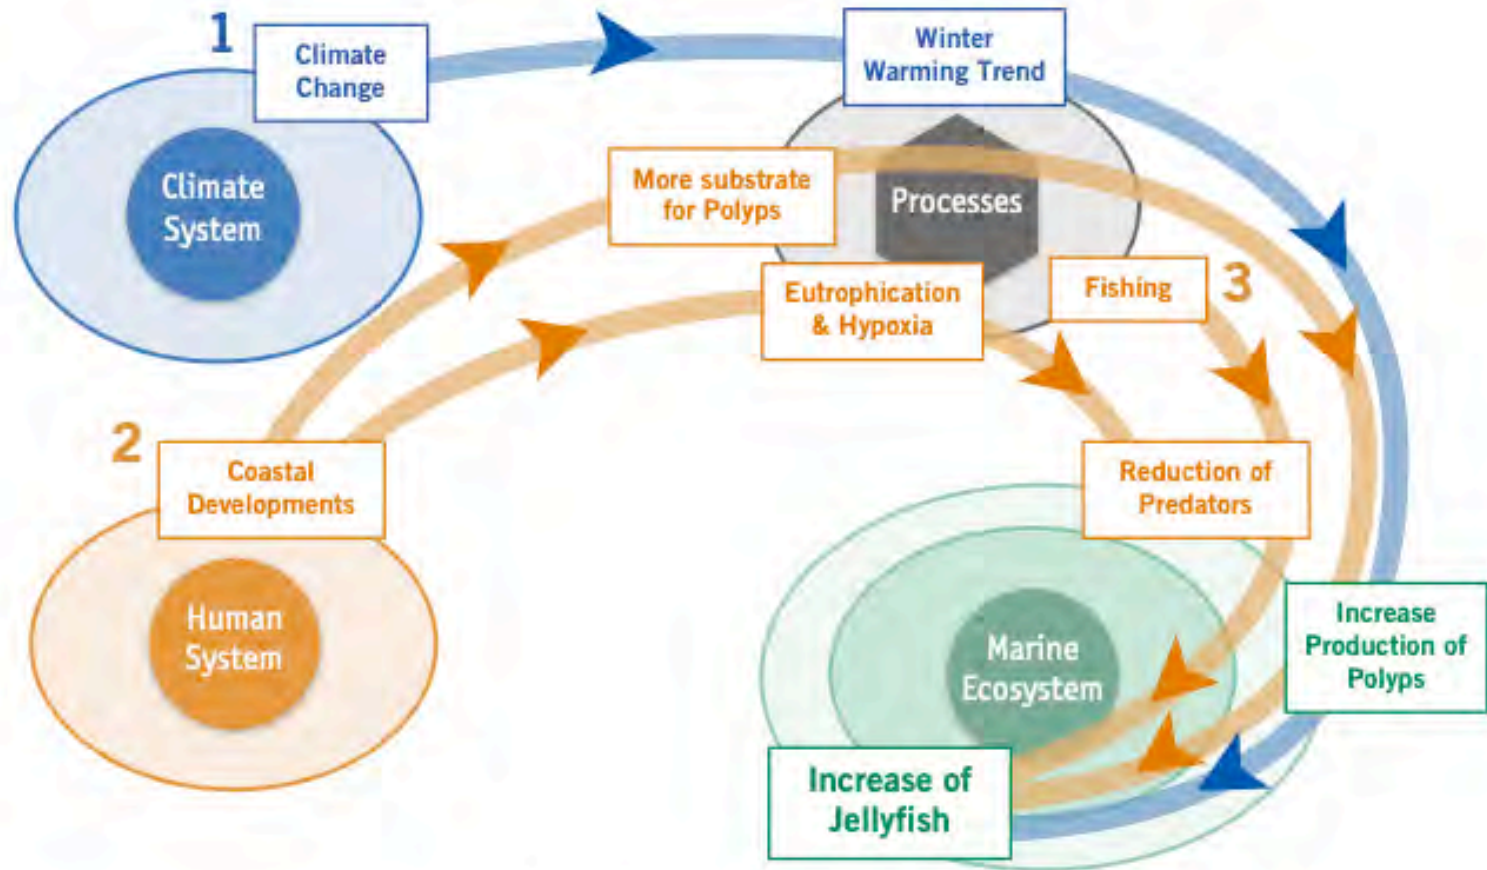 1
Climate
Change
Winter
Warming Trend
Climate
System
More substrate
for Polyps
Processes
Eutrophication
& Hypoxia
Fishing
3
2
Coastal
Developments
Reduction of
Predators
Human
System
Marine
Ecosystem
Increase
Production of
Polyps
Increase of
Jellyfish